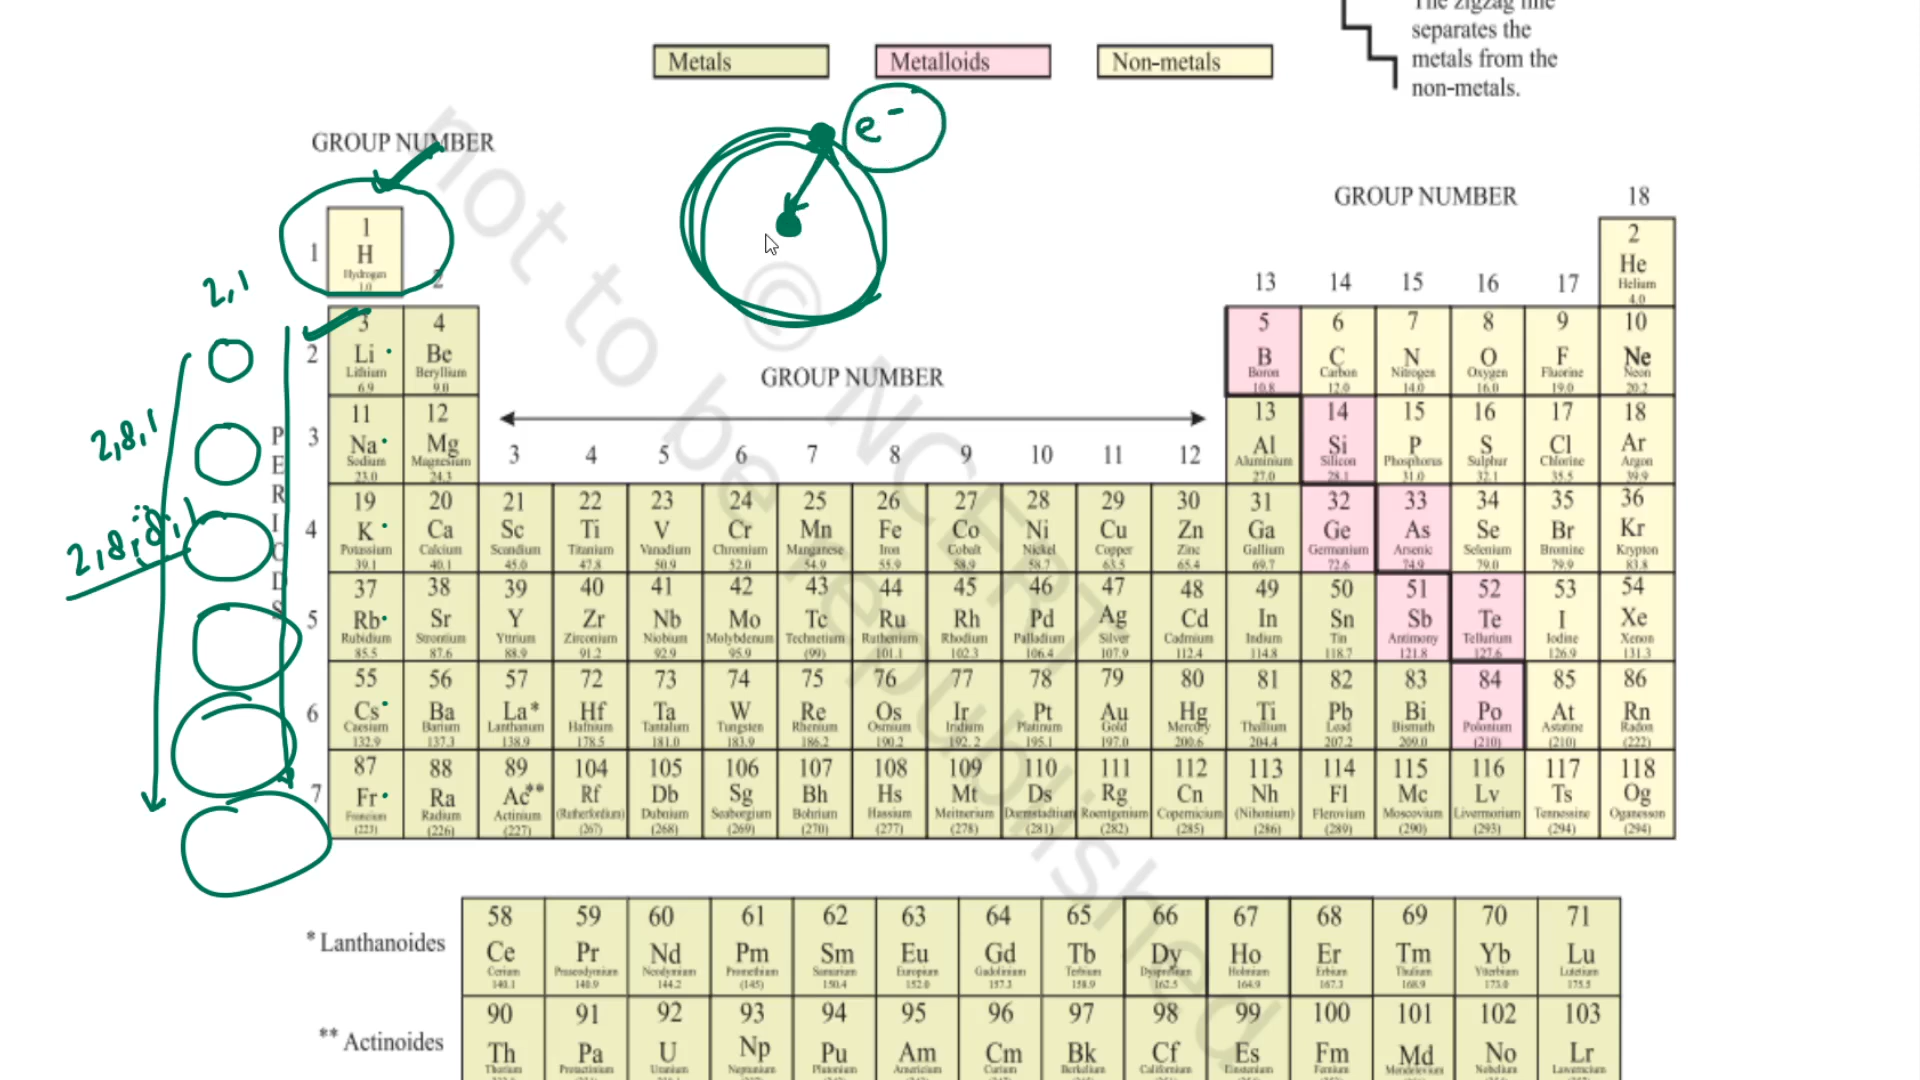 The zigzag line
separates the
metals from the
non-metals.
Metals Metalloids Non-metals
e⁻
GROUP NUMBER
GROUP NUMBER 18
1 1 H Hydrogen 1.0 2
13 14 15 16 17
2 He Helium 4.0
2,1
2 3 Li Lithium 6.9 4 Be Beryllium 9.0
5 B Boron 10.8 6 C Carbon 12.0 7 N Nitrogen 14.0 8 O Oxygen 16.0 9 F Fluorine 19.0 10 Ne Neon 20.2
GROUP NUMBER
2,8,1
3 11 Na Sodium 23.0 12 Mg Magnesium 24.3
3 4 5 6 7 8 9 10 11 12
13 Al Aluminium 27.0 14 Si Silicon 28.1 15 P Phosphorus 31.0 16 S Sulphur 32.1 17 Cl Chlorine 35.5 18 Ar Argon 39.9
PERIODS
2,8,8,1
4 19 K Potassium 39.1 20 Ca Calcium 40.1 21 Sc Scandium 45.0 22 Ti Titanium 47.8 23 V Vanadium 50.9 24 Cr Chromium 52.0 25 Mn Manganese 54.9 26 Fe Iron 55.9 27 Co Cobalt 58.9 28 Ni Nickel 58.7 29 Cu Copper 63.5 30 Zn Zinc 65.4 31 Ga Gallium 69.7 32 Ge Germanium 72.6 33 As Arsenic 74.9 34 Se Selenium 79.0 35 Br Bromine 79.9 36 Kr Krypton 83.8
5 37 Rb Rubidium 85.5 38 Sr Strontium 87.6 39 Y Yttrium 88.9 40 Zr Zirconium 91.2 41 Nb Niobium 92.9 42 Mo Molybdenum 95.9 43 Tc Technetium (99) 44 Ru Ruthenium 101.1 45 Rh Rhodium 102.3 46 Pd Palladium 106.4 47 Ag Silver 107.9 48 Cd Cadmium 112.4 49 In Indium 114.8 50 Sn Tin 118.7 51 Sb Antimony 121.8 52 Te Tellurium 127.6 53 I Iodine 126.9 54 Xe Xenon 131.3
6 55 Cs Caesium 132.9 56 Ba Barium 137.3 57 La* Lanthanum 138.9 72 Hf Hafnium 178.5 73 Ta Tantalum 181.0 74 W Tungsten 183.9 75 Re Rhenium 186.2 76 Os Osmium 190.2 77 Ir Iridium 192.2 78 Pt Platinum 195.1 79 Au Gold 197.0 80 Hg Mercury 200.6 81 Ti Thallium 204.4 82 Pb Lead 207.2 83 Bi Bismuth 209.0 84 Po Polonium (210) 85 At Astatine (210) 86 Rn Radon (222)
7 87 Fr Francium (223) 88 Ra Radium (226) 89 Ac** Actinium (227) 104 Rf (Rutherfordium) (267) 105 Db Dubnium (268) 106 Sg Seaborgium (269) 107 Bh Bohrium (270) 108 Hs Hassium (277) 109 Mt Meitnerium (278) 110 Ds Darmstadtium (281) 111 Rg Roentgenium (282) 112 Cn Copernicium (285) 113 Nh (Nihonium) (286) 114 Fl Flerovium (289) 115 Mc Moscovium (290) 116 Lv Livermorium (293) 117 Ts Tennessine (294) 118 Og Oganesson (294)
* Lanthanoides 58 Ce Cerium 140.1 59 Pr Praseodymium 140.9 60 Nd Neodymium 144.2 61 Pm Promethium (145) 62 Sm Samarium 150.4 63 Eu Europium 152.0 64 Gd Gadolinium 157.3 65 Tb Terbium 158.9 66 Dy Dysprosium 162.5 67 Ho Holmium 164.9 68 Er Erbium 167.3 69 Tm Thulium 168.9 70 Yb Ytterbium 173.0 71 Lu Lutetium 175.5
** Actinoides 90 Th Thorium 91 Pa Protactinium 92 U Uranium 93 Np Neptunium 94 Pu Plutonium 95 Am Americium 96 Cm Curium 97 Bk Berkelium 98 Cf Californium 99 Es Einstenium 100 Fm Fermium 101 Md Mendelevium 102 No Nobelium 103 Lr Lawrencium
© NCERT
not to be republished